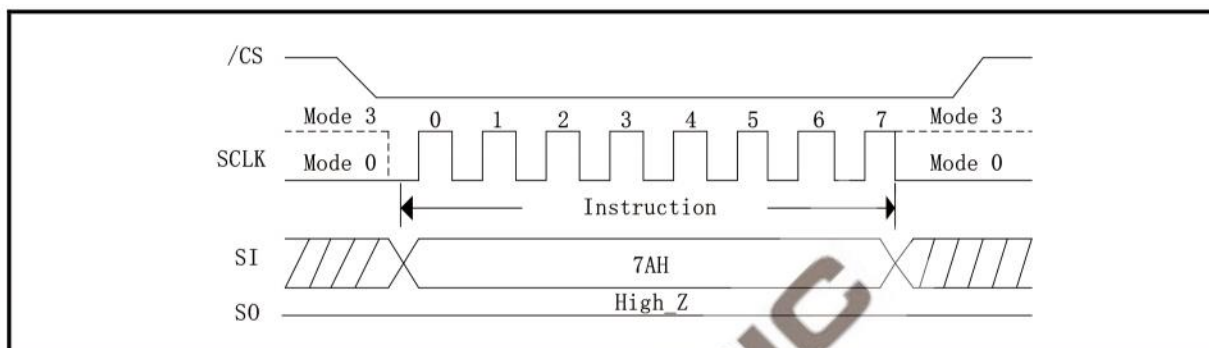 /CS
Mode 3 0 1 2 3 4 5 6 7 Mode 3
SCLK Mode 0 Mode 0
Instruction
SI 7AH
SO High_Z